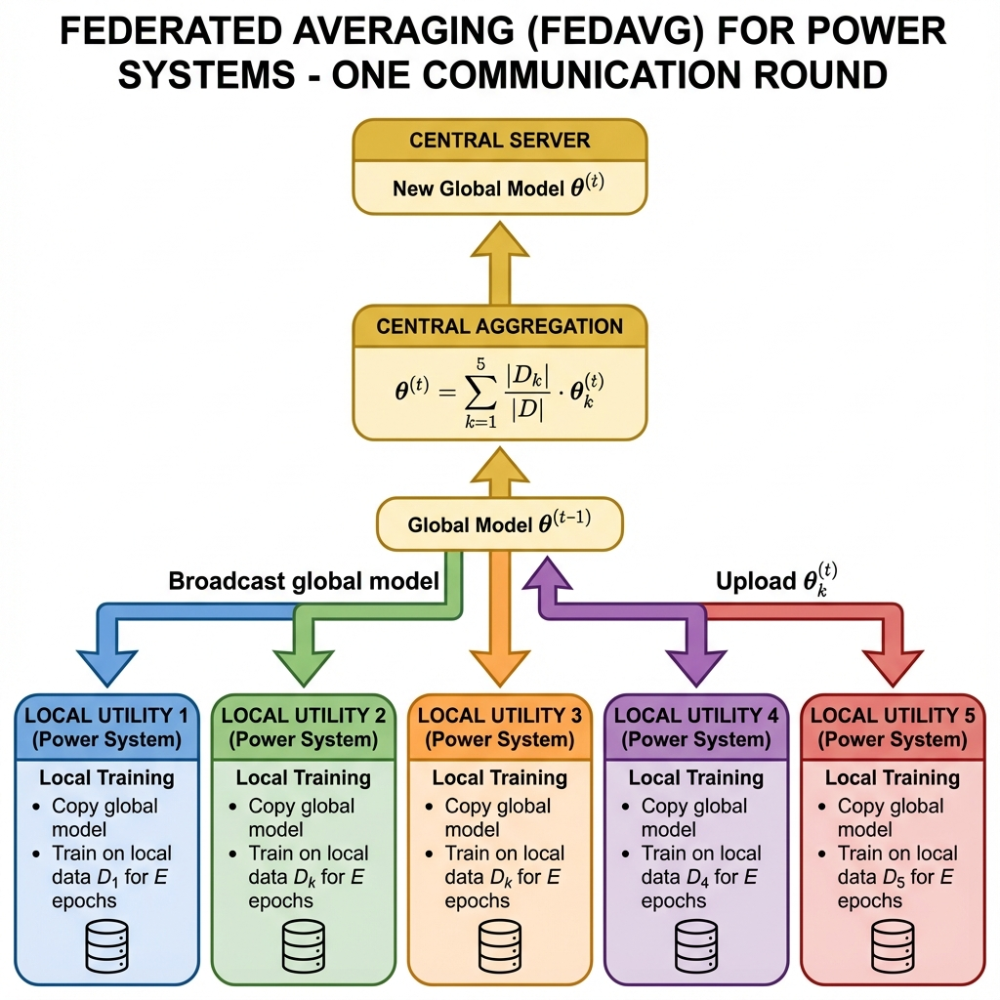 FEDERATED AVERAGING (FEDAVG) FOR POWER
SYSTEMS - ONE COMMUNICATION ROUND
CENTRAL SERVER
New Global Model θ^(t)
CENTRAL AGGREGATION
θ^(t) = ∑_{k=1}^{5} |D_k| / |D| · θ_k^(t)
Global Model θ^(t-1)
Broadcast global model
Upload θ_k^(t)
LOCAL UTILITY 1
(Power System)
Local Training
• Copy global
model
• Train on local
data D_1 for E
epochs
LOCAL UTILITY 2
(Power System)
Local Training
• Copy global
model
• Train on local
data D_k for E
epochs
LOCAL UTILITY 3
(Power System)
Local Training
• Copy global
model
• Train on local
data D_k for E
epochs
LOCAL UTILITY 4
(Power System)
Local Training
• Copy global
model
• Train on local
data D_4 for E
epochs
LOCAL UTILITY 5
(Power System)
Local Training
• Copy global
model
• Train on local
data D_5 for E
epochs